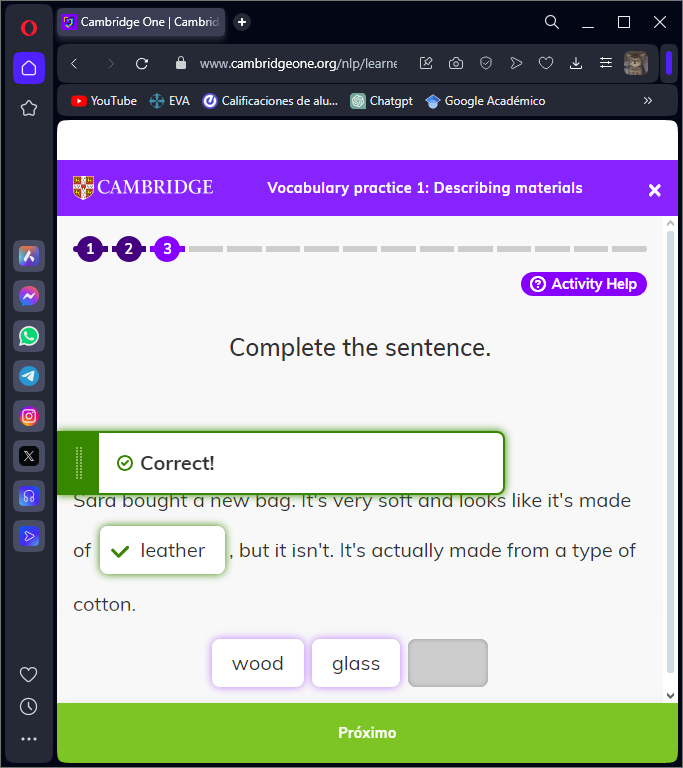 Cambridge One | Cambrid
www.cambridgeone.org/nlp/learne
YouTube EVA Calificaciones de alu... Chatgpt Google Académico »
CAMBRIDGE Vocabulary practice 1: Describing materials
1 2 3
Activity Help
Complete the sentence.
Correct!
Sara bought a new bag. It's very soft and looks like it's made
of leather , but it isn't. It's actually made from a type of
cotton.
wood glass
Próximo